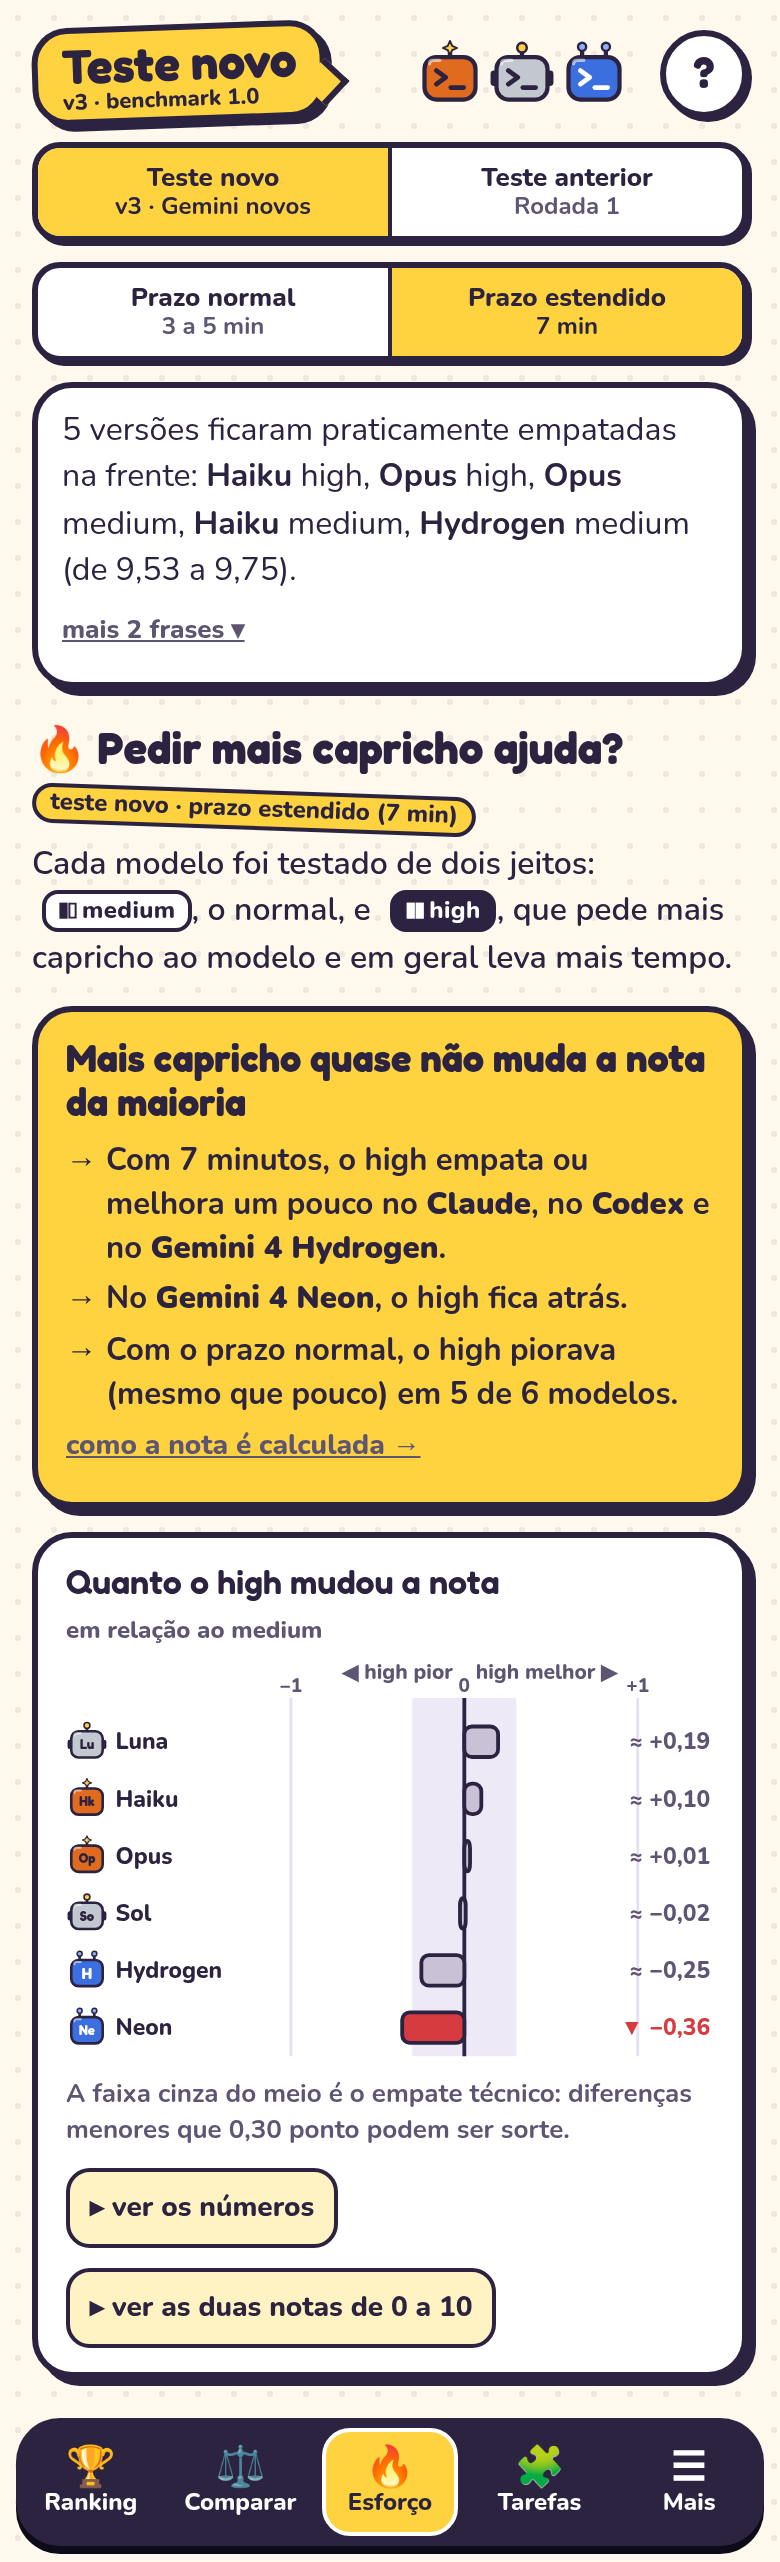 Teste novo
v3 · benchmark 1.0
?
Teste novo
v3 · Gemini novos
Teste anterior
Rodada 1
Prazo normal
3 a 5 min
Prazo estendido
7 min
5 versões ficaram praticamente empatadas
na frente: Haiku high, Opus high, Opus
medium, Haiku medium, Hydrogen medium
(de 9,53 a 9,75).
mais 2 frases ▾
🔥 Pedir mais capricho ajuda?
teste novo · prazo estendido (7 min)
Cada modelo foi testado de dois jeitos:
medium, o normal, e high, que pede mais
capricho ao modelo e em geral leva mais tempo.
Mais capricho quase não muda a nota
da maioria
→ Com 7 minutos, o high empata ou
melhora um pouco no Claude, no Codex e
no Gemini 4 Hydrogen.
→ No Gemini 4 Neon, o high fica atrás.
→ Com o prazo normal, o high piorava
(mesmo que pouco) em 5 de 6 modelos.
como a nota é calculada →
Quanto o high mudou a nota
em relação ao medium
◀ high pior high melhor ▶
−1 0 +1
Lu Luna ≈ +0,19
Hk Haiku ≈ +0,10
Op Opus ≈ +0,01
So Sol ≈ −0,02
H Hydrogen ≈ −0,25
Ne Neon ▼ −0,36
A faixa cinza do meio é o empate técnico: diferenças
menores que 0,30 ponto podem ser sorte.
▸ ver os números
▸ ver as duas notas de 0 a 10
Ranking
Comparar
Esforço
Tarefas
Mais